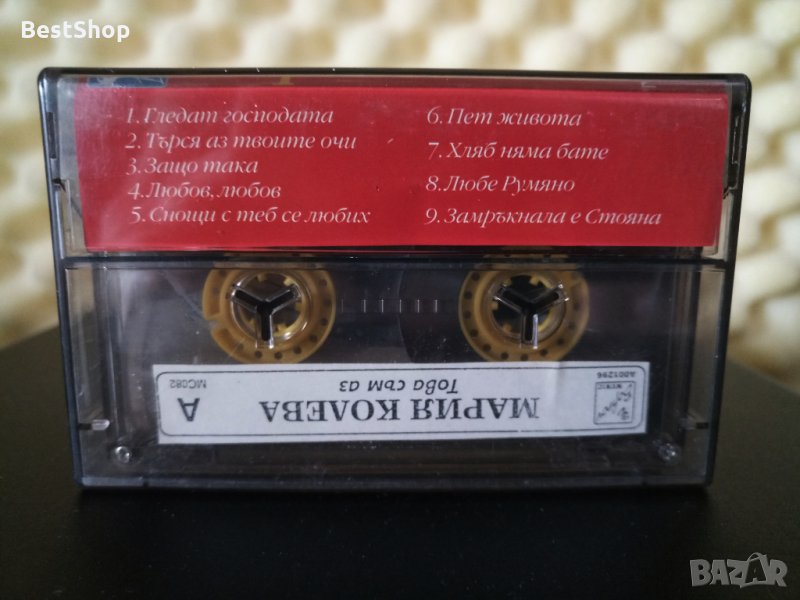 BestShop
1. Гледат господата
2. Търся аз твоите очи
3. Защо така
4. Любов, любов
5. Снощи с теб се любих
6. Пет живота
7. Хляб няма бате
8. Любе Румяно
9. Замръкнала е Стояна
МАРИЯ КОЛЕВА
Това съм аз
A
MC082
A001296
BAZAR